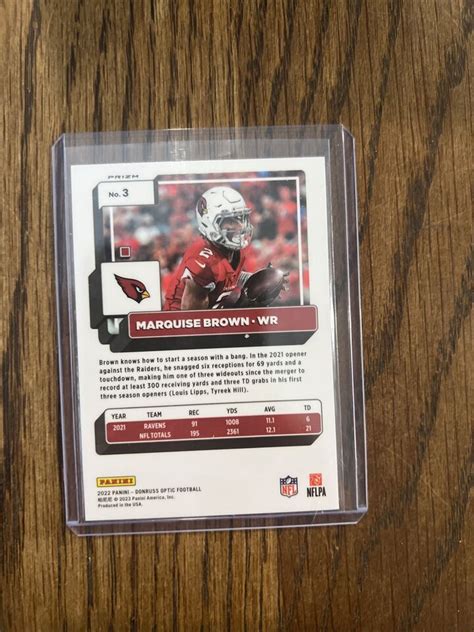 PRIZM
No. 3
MARQUISE BROWN • WR
Brown knows how to start a season with a bang. In the 2021 opener
against the Raiders, he snagged six receptions for 69 yards and a
touchdown, making him one of three wideouts since the merger to
record at least 300 receiving yards and three TD grabs in his first
three season openers (Louis Lipps, Tyreek Hill).
YEAR TEAM REC YDS AVG TD
2021 RAVENS 91 1008 11.1 6
NFL TOTALS 195 2361 12.1 21
PANINI
2022 PANINI – DONRUSS OPTIC FOOTBALL
© 2023 Panini America, Inc.
Produced in the USA.
NFL
NFLPA